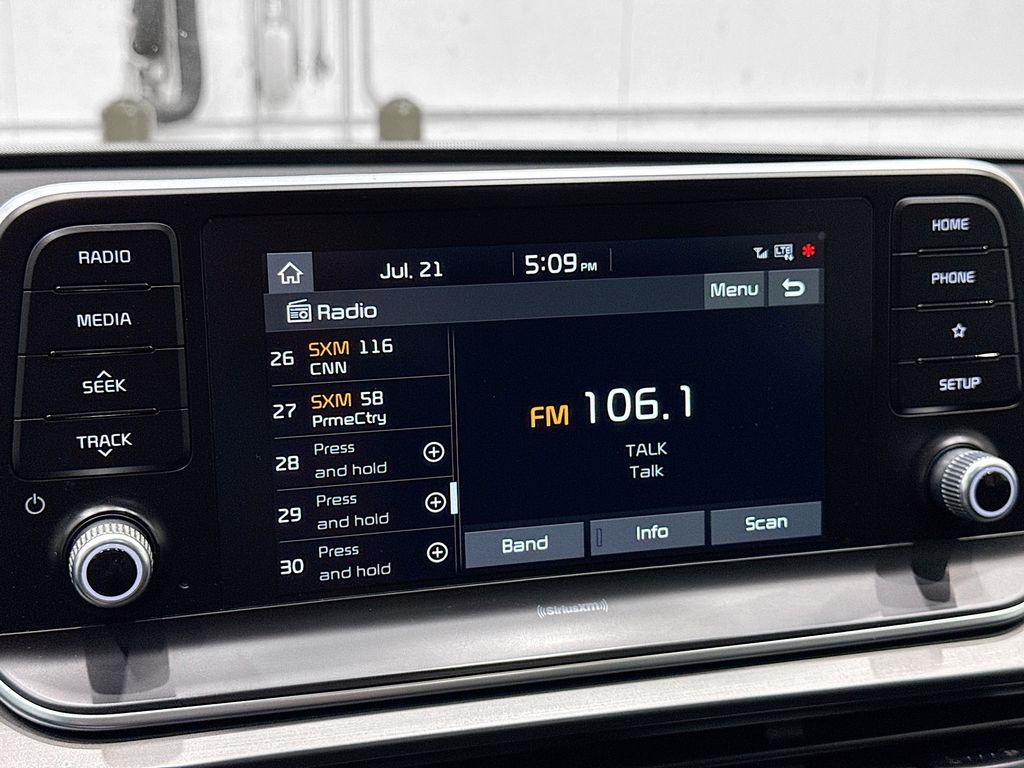 RADIO
MEDIA
SEEK
TRACK
Jul. 21
5:09 PM
LTE
Radio
Menu
26 SXM 116
CNN
27 SXM 58
PrmeCtry
28 Press
and hold
29 Press
and hold
30 Press
and hold
FM 106.1
TALK
Talk
Band
Info
Scan
HOME
PHONE
SETUP
((SiriusXM))